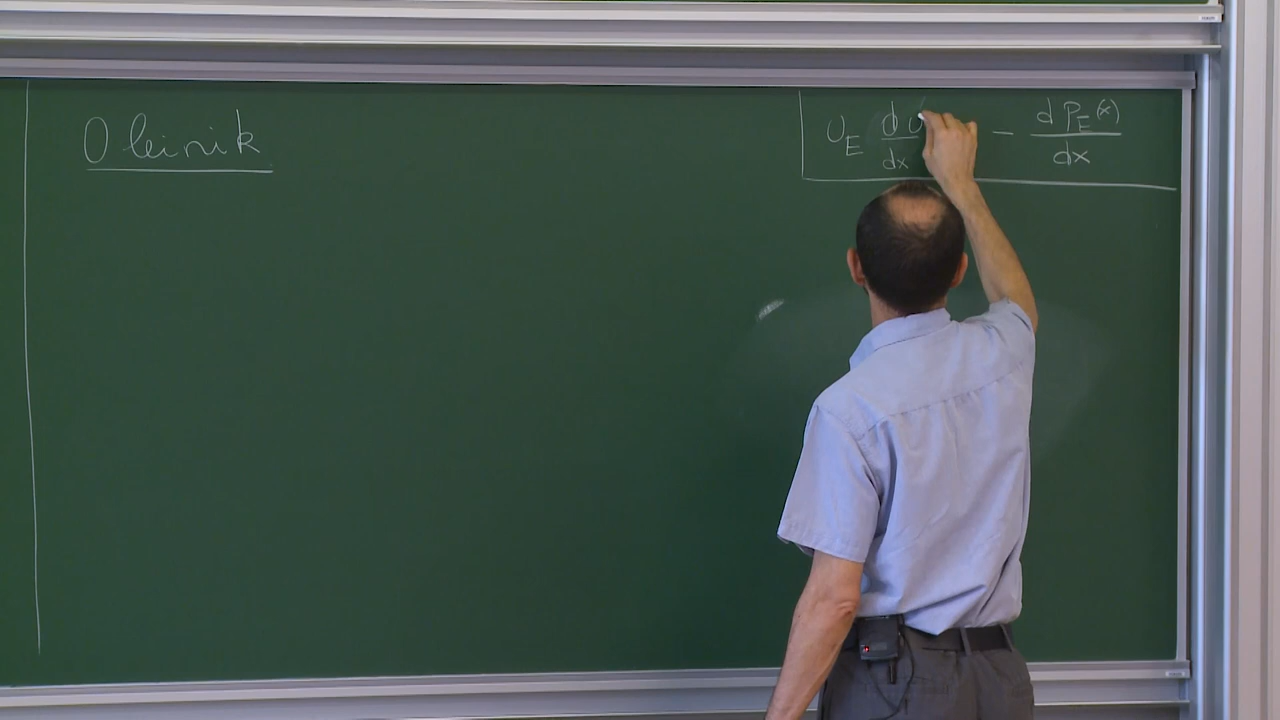 Oleinik
U_E dU/dx - dP_E(x)/dx